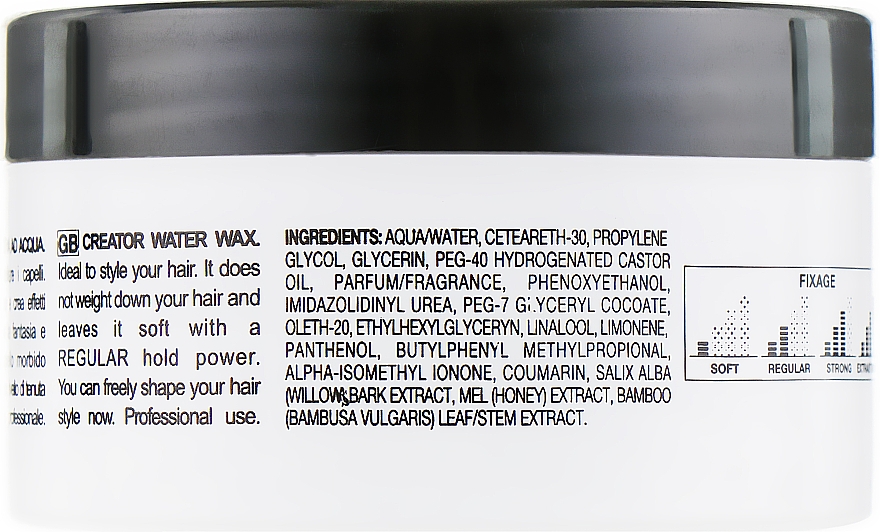 AD ACQUA.
i capelli.
crea effetti
fantasia e
morbido
di tenuta
GB CREATOR WATER WAX.
Ideal to style your hair. It does
not weight down your hair and
leaves it soft with a
REGULAR hold power.
You can freely shape your hair
style now. Professional use.
INGREDIENTS: AQUA/WATER, CETEARETH-30, PROPYLENE
GLYCOL, GLYCERIN, PEG-40 HYDROGENATED CASTOR
OIL, PARFUM/FRAGRANCE, PHENOXYETHANOL,
IMIDAZOLIDINYL UREA, PEG-7 GLYCERYL COCOATE,
OLETH-20, ETHYLHEXYLGLYCERYN, LINALOOL, LIMONENE,
PANTHENOL, BUTYLPHENYL METHYLPROPIONAL,
ALPHA-ISOMETHYL IONONE, COUMARIN, SALIX ALBA
(WILLOW) BARK EXTRACT, MEL (HONEY) EXTRACT, BAMBOO
(BAMBUSA VULGARIS) LEAF/STEM EXTRACT.
FIXAGE
SOFT REGULAR STRONG